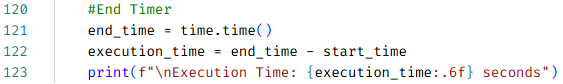 120 #End Timer
121 end_time = time.time()
122 execution_time = end_time - start_time
123 print(f"\nExecution Time: {execution_time:.6f} seconds")